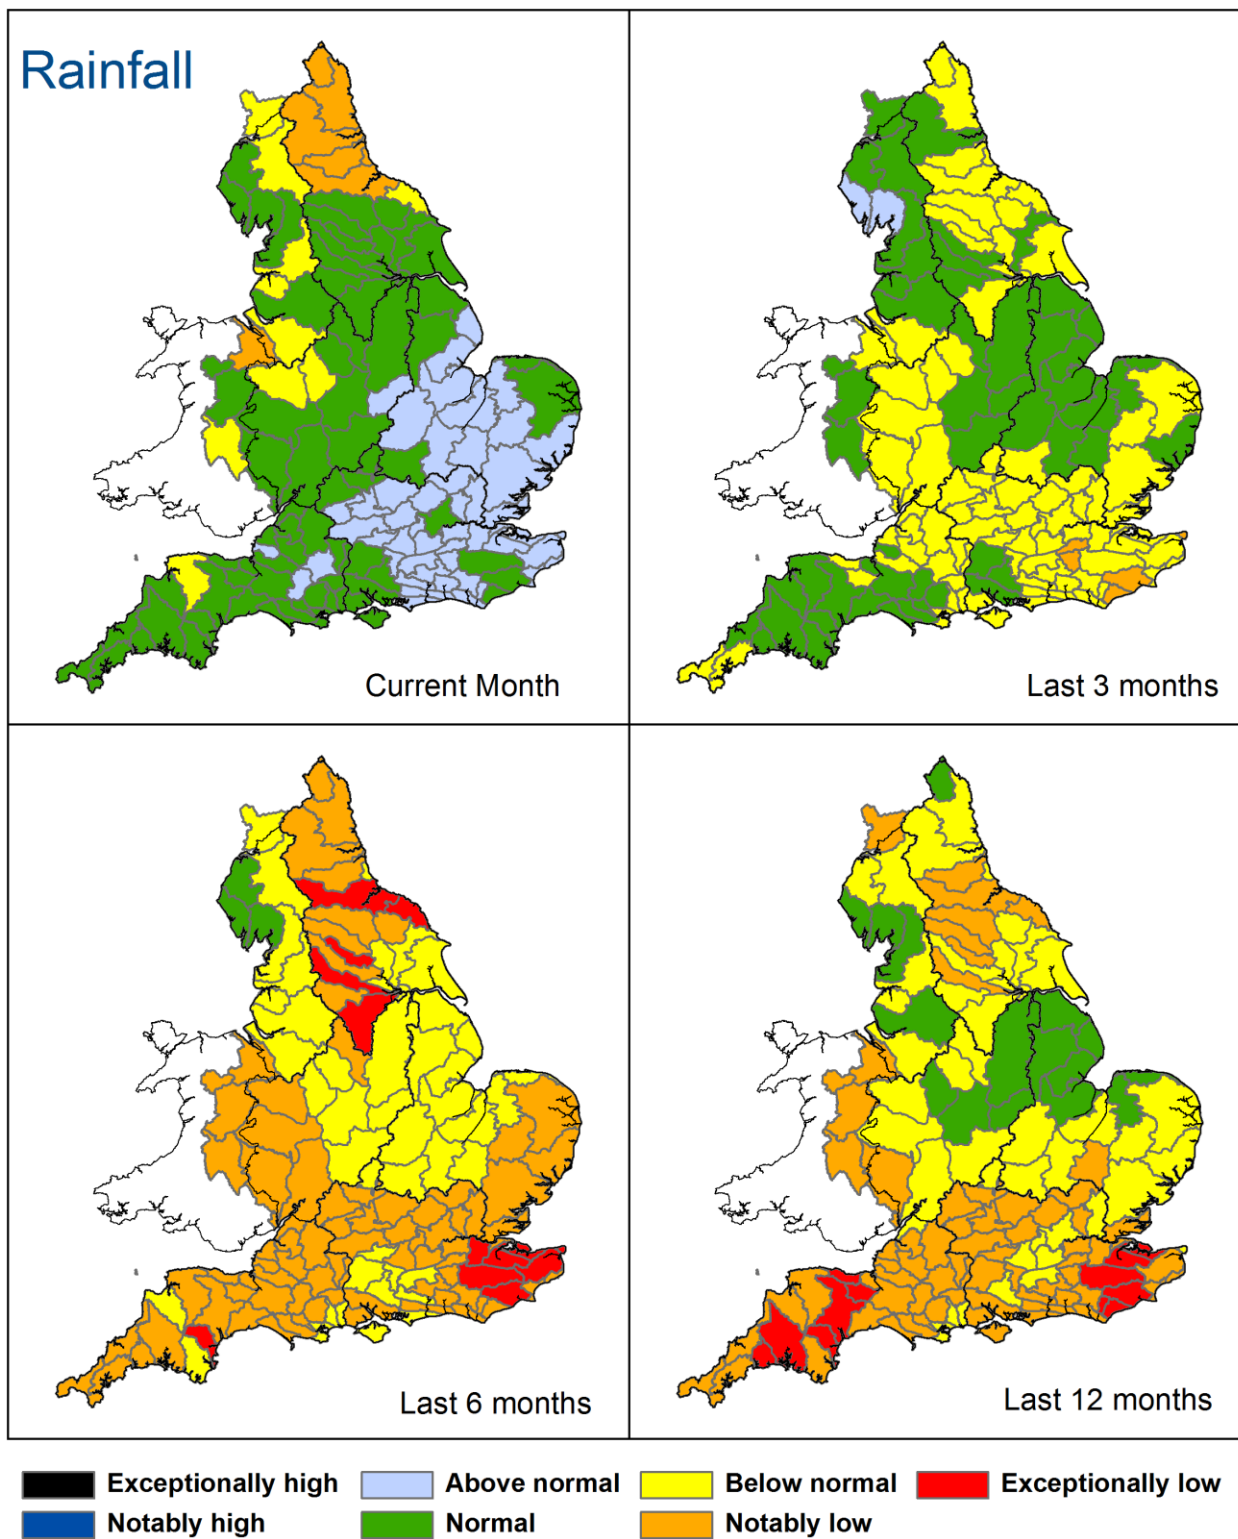 Rainfall
Current Month
Last 3 months
Last 6 months
Last 12 months
Exceptionally high
Above normal
Below normal
Exceptionally low
Notably high
Normal
Notably low